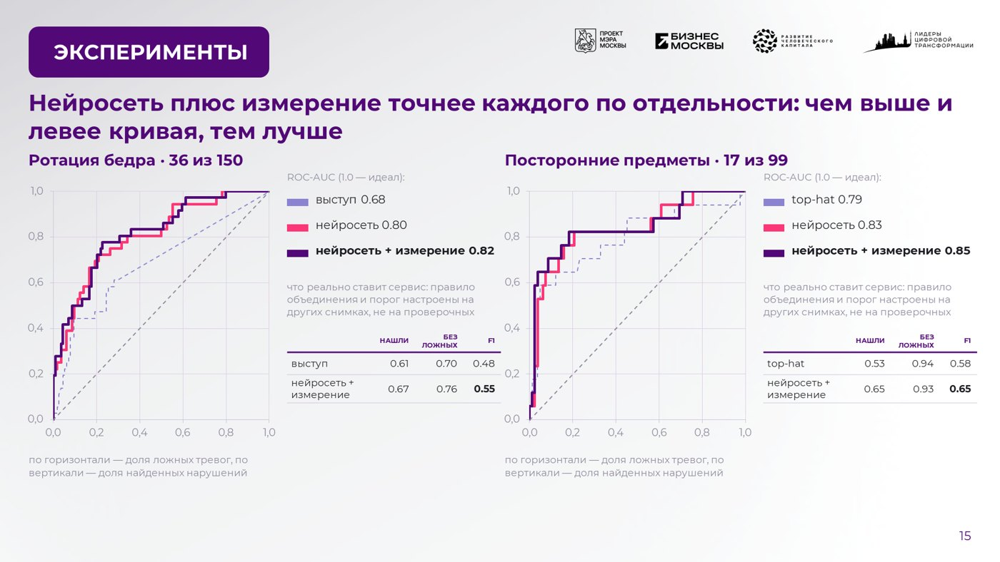 ЭКСПЕРИМЕНТЫ
ПРОЕКТ
МЭРА
МОСКВЫ
БИЗНЕС
МОСКВЫ
РАЗВИТИЕ
ЧЕЛОВЕЧЕСКОГО
КАПИТАЛА
ЛИДЕРЫ
ЦИФРОВОЙ
ТРАНСФОРМАЦИИ
Нейросеть плюс измерение точнее каждого по отдельности: чем выше и
левее кривая, тем лучше
Ротация бедра · 36 из 150
ROC-AUC (1.0 — идеал):
выступ 0.68
нейросеть 0.80
нейросеть + измерение 0.82
1,0
0,8
0,6
0,4
0,2
0,0
0,0 0,2 0,4 0,6 0,8 1,0
что реально ставит сервис: правило
объединения и порог настроены на
других снимках, не на проверочных
НАШЛИ БЕЗ ЛОЖНЫХ F1
выступ 0.61 0.70 0.48
нейросеть +
измерение 0.67 0.76 0.55
по горизонтали — доля ложных тревог, по
вертикали — доля найденных нарушений
Посторонние предметы · 17 из 99
ROC-AUC (1.0 — идеал):
top-hat 0.79
нейросеть 0.83
нейросеть + измерение 0.85
1,0
0,8
0,6
0,4
0,2
0,0
0,0 0,2 0,4 0,6 0,8 1,0
что реально ставит сервис: правило
объединения и порог настроены на
других снимках, не на проверочных
НАШЛИ БЕЗ ЛОЖНЫХ F1
top-hat 0.53 0.94 0.58
нейросеть +
измерение 0.65 0.93 0.65
по горизонтали — доля ложных тревог, по
вертикали — доля найденных нарушений
15